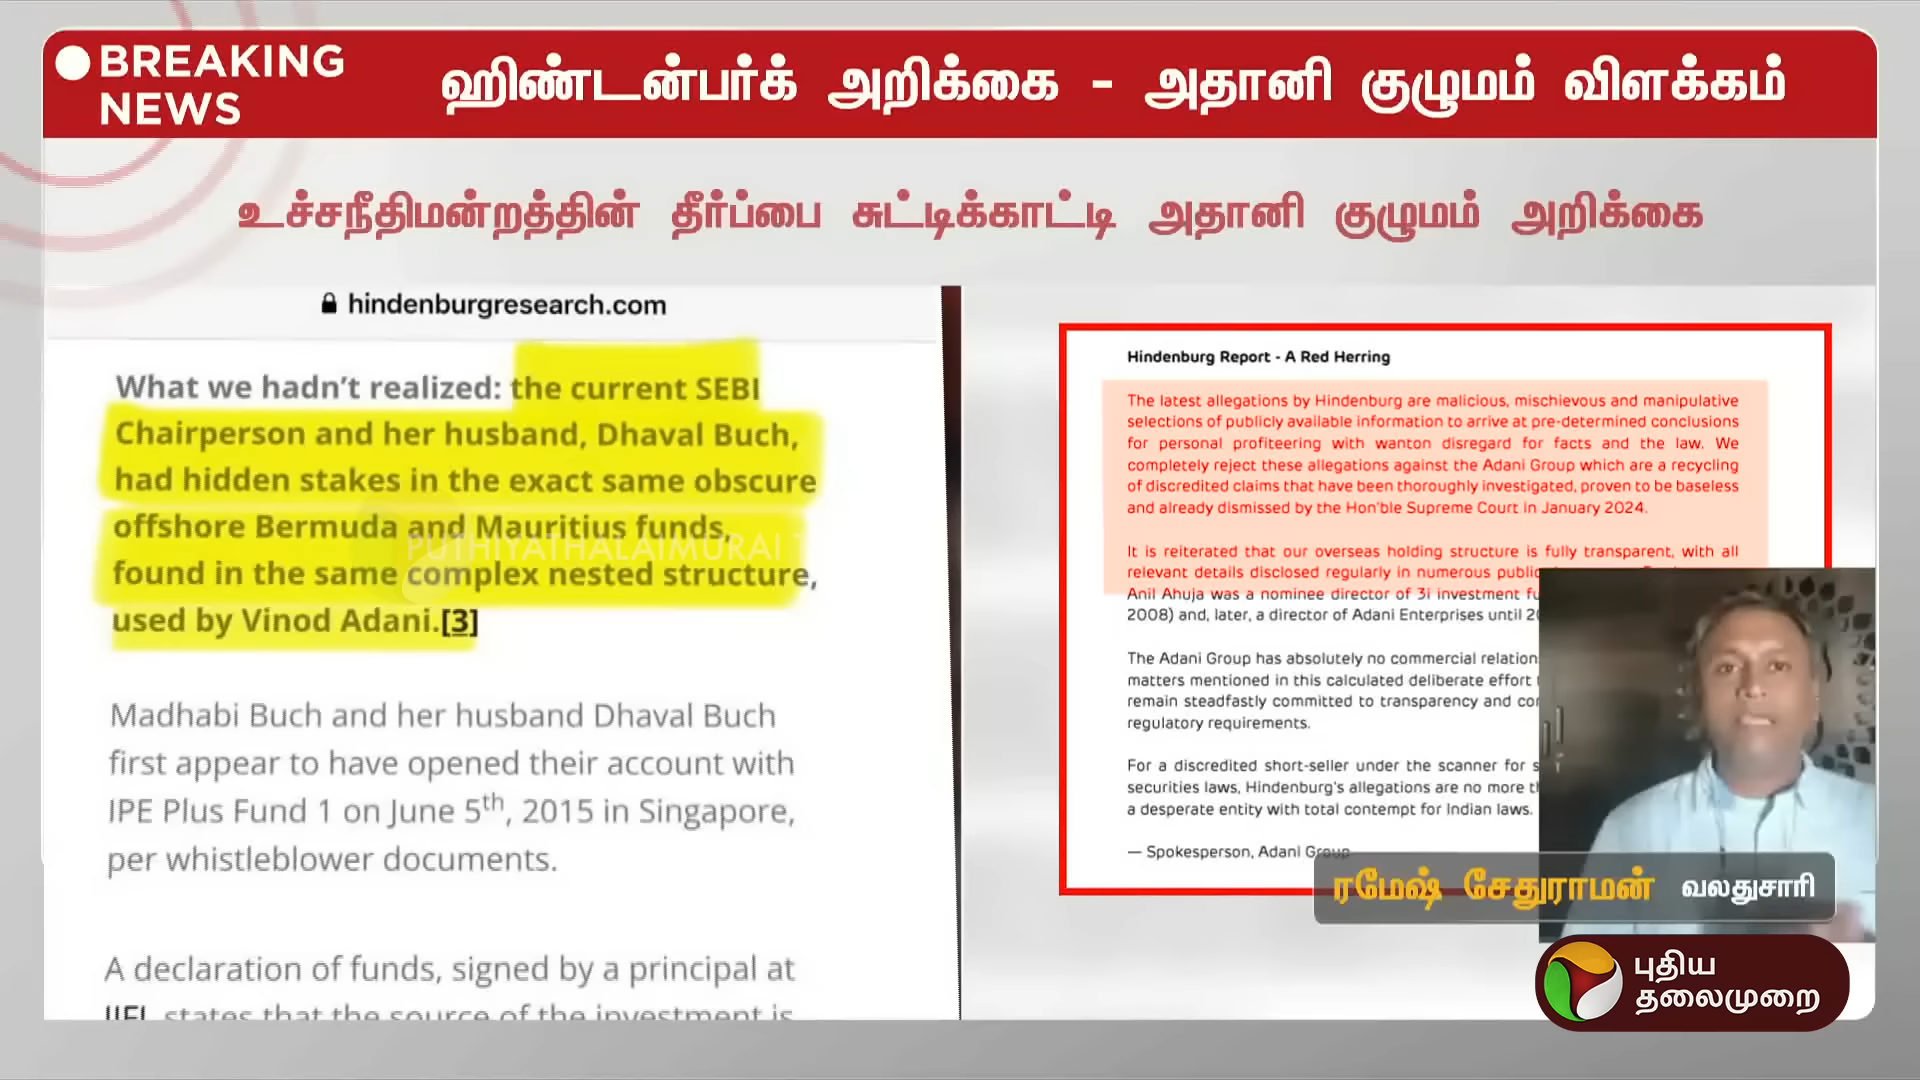 BREAKING
NEWS
ஹிண்டன்பர்க் அறிக்கை - அதானி குழுமம் விளக்கம்
உச்சநீதிமன்றத்தின் தீர்ப்பை சுட்டிக்காட்டி அதானி குழுமம் அறிக்கை
hindenburgresearch.com
What we hadn't realized: the current SEBI
Chairperson and her husband, Dhaval Buch,
had hidden stakes in the exact same obscure
offshore Bermuda and Mauritius funds,
found in the same complex nested structure,
used by Vinod Adani.[3]
Madhabi Buch and her husband Dhaval Buch
first appear to have opened their account with
IPE Plus Fund 1 on June 5th, 2015 in Singapore,
per whistleblower documents.
A declaration of funds, signed by a principal at
IIFL states that the source of the investment is
PUTHIYATHALAIMURAI
Hindenburg Report - A Red Herring
The latest allegations by Hindenburg are malicious, mischievous and manipulative
selections of publicly available information to arrive at pre-determined conclusions
for personal profiteering with wanton disregard for facts and the law. We
completely reject these allegations against the Adani Group which are a recycling
of discredited claims that have been thoroughly investigated, proven to be baseless
and already dismissed by the Hon'ble Supreme Court in January 2024.
It is reiterated that our overseas holding structure is fully transparent, with all
relevant details disclosed regularly in numerous public
Anil Ahuja was a nominee director of 3i investment
2008) and, later, a director of Adani Enterprises until
The Adani Group has absolutely no commercial
matters mentioned in this calculated deliberate effort
remain steadfastly committed to transparency and
regulatory requirements.
For a discredited short-seller under the scanner for
securities laws, Hindenburg's allegations are no more
a desperate entity with total contempt for Indian laws.
— Spokesperson, Adani Group
ரமேஷ் சேதுராமன் வலதுசாரி
புதிய
தலைமுறை